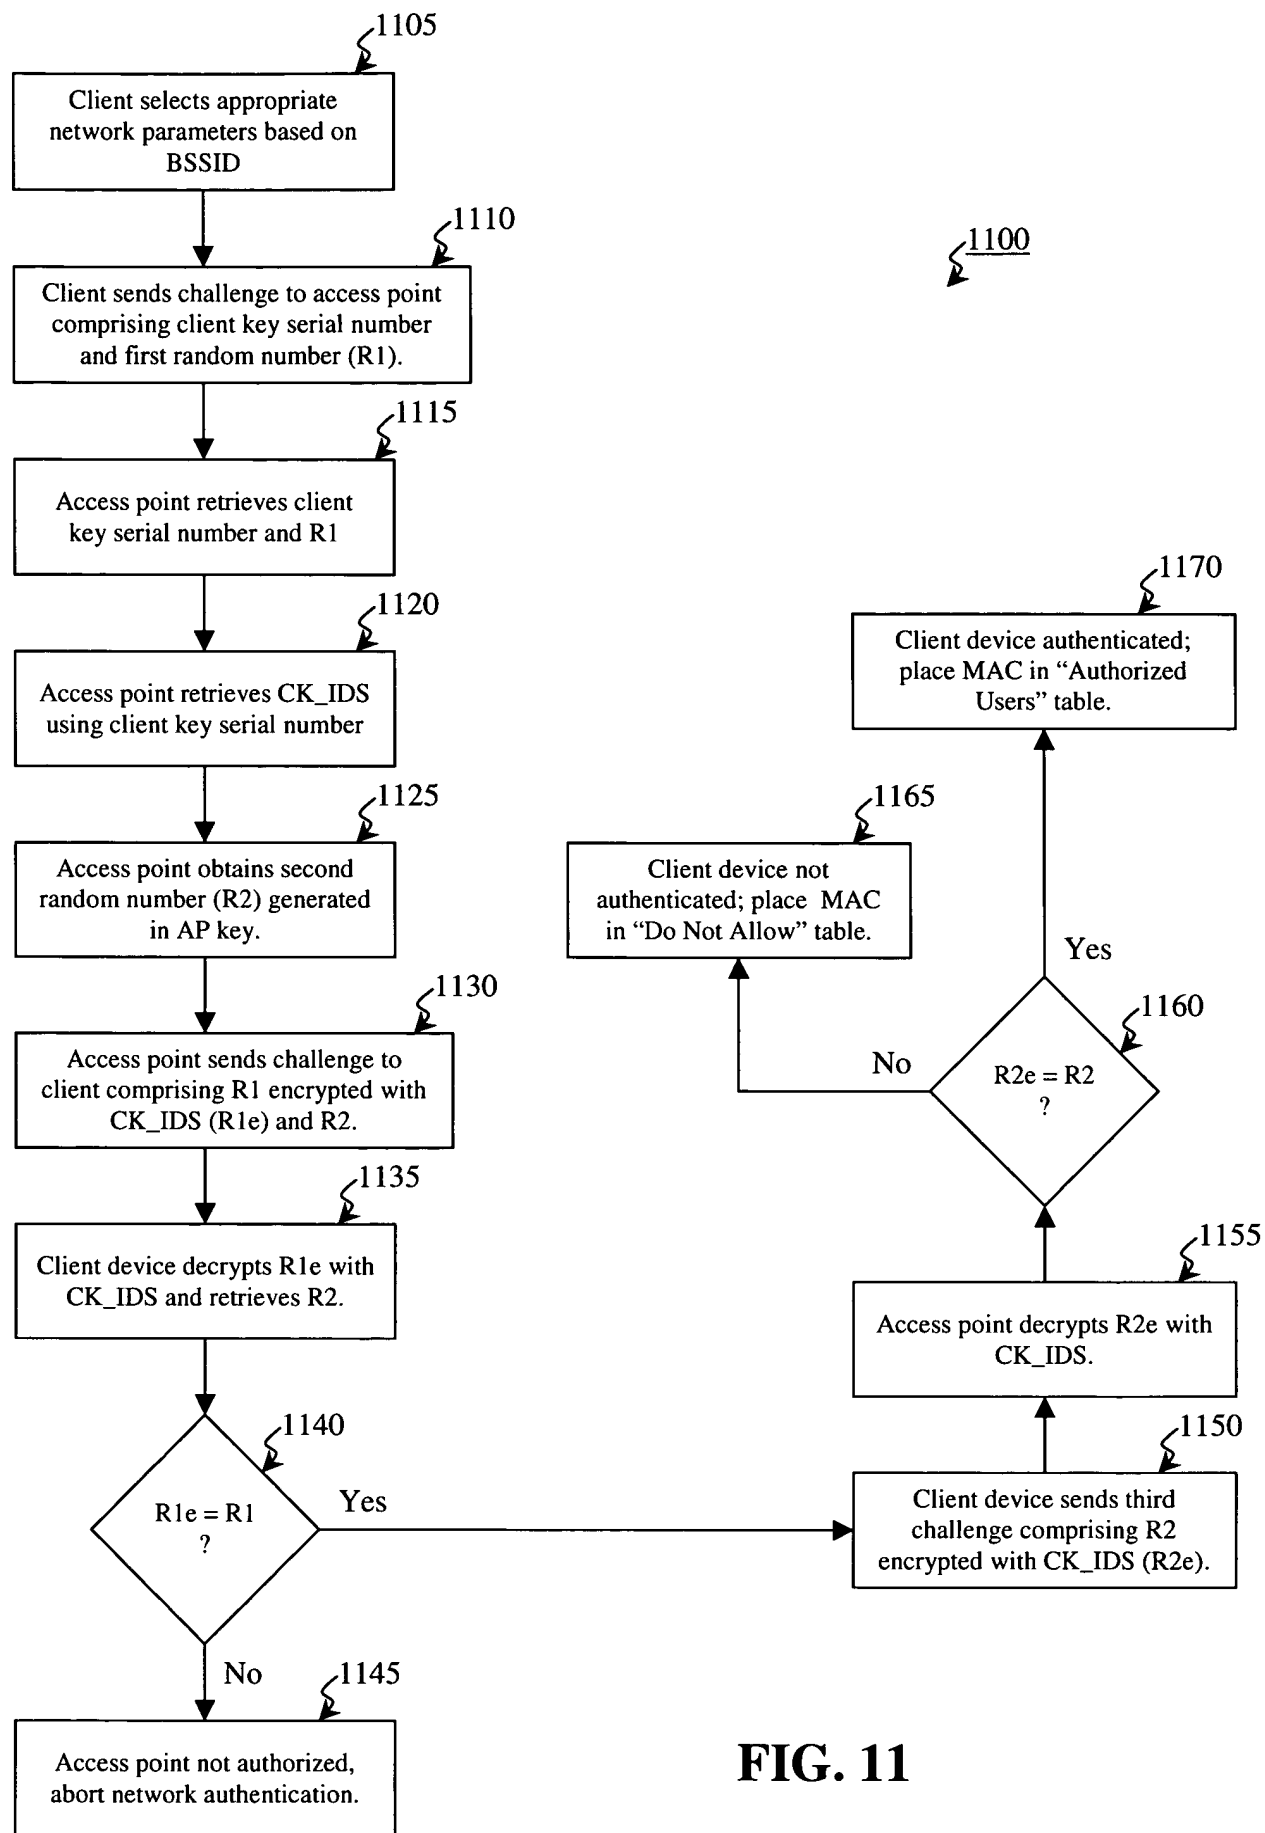 1105
Client selects appropriate
network parameters based on
BSSID
1110
Client sends challenge to access point
comprising client key serial number
and first random number (R1).
1115
Access point retrieves client
key serial number and R1
1120
Access point retrieves CK_IDS
using client key serial number
1125
Access point obtains second
random number (R2) generated
in AP key.
1130
Access point sends challenge to
client comprising R1 encrypted with
CK_IDS (R1e) and R2.
1135
Client device decrypts R1e with
CK_IDS and retrieves R2.
1140
R1e = R1
?
Yes
No
1145
Access point not authorized,
abort network authentication.
1100
1150
Client device sends third
challenge comprising R2
encrypted with CK_IDS (R2e).
1155
Access point decrypts R2e with
CK_IDS.
1160
R2e = R2
?
No
Yes
1165
Client device not
authenticated; place MAC
in “Do Not Allow” table.
1170
Client device authenticated;
place MAC in “Authorized
Users” table.
FIG. 11